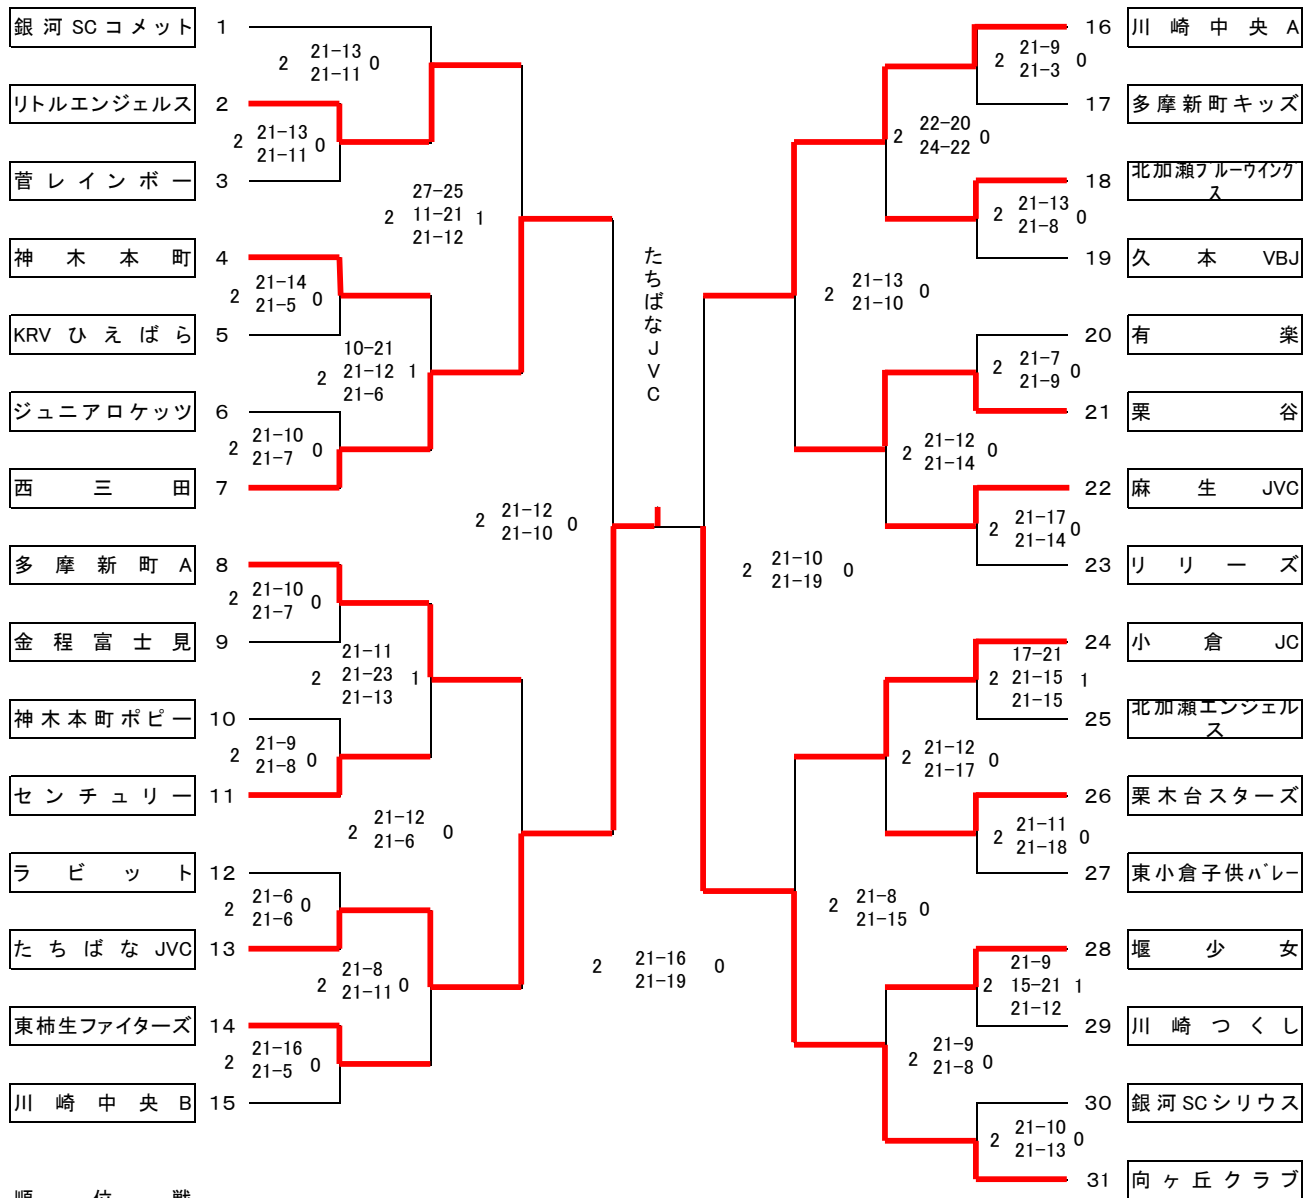 銀河SCコメット 1
2 21-13 0
21-11
リトルエンジェルス 2
2 21-13 0
21-11
菅レインボー 3
27-25
2 11-21 1
21-12
神木本町 4
2 21-14 0
21-5
KRVひえばら 5
10-21
2 21-12 1
21-6
ジュニアロケッツ 6
2 21-10 0
21-7
西三田 7
2 21-12 0
21-10
多摩新町A 8
2 21-10 0
21-7
金程富士見 9
21-11
2 21-23 1
21-13
神木本町ポピー 10
2 21-9 0
21-8
センチュリー 11
2 21-12 0
21-6
ラビット 12
2 21-6 0
21-6
たちばなJVC 13
2 21-8 0
21-11
東柿生ファイターズ 14
2 21-16 0
21-5
川崎中央B 15
たちばなJVC
2 21-16 0
21-19
16 川崎中央A
2 21-9 0
21-3
17 多摩新町キッズ
2 22-20 0
24-22
18 北加瀬ブルーウイングス
2 21-13 0
21-8
19 久本VBJ
2 21-13 0
21-10
20 有楽
2 21-7 0
21-9
21 栗谷
2 21-12 0
21-14
22 麻生JVC
2 21-17 0
21-14
23 リリーズ
2 21-10 0
21-19
24 小倉JC
17-21
2 21-15 1
21-15
25 北加瀬エンジェルス
2 21-12 0
21-17
26 栗木台スターズ
2 21-11 0
21-18
27 東小倉子供バレー
2 21-8 0
21-15
28 堰少女
21-9
2 15-21 1
21-12
29 川崎つくし
2 21-9 0
21-8
30 銀河SCシリウス
2 21-10 0
21-13
31 向ヶ丘クラブ
順位戦